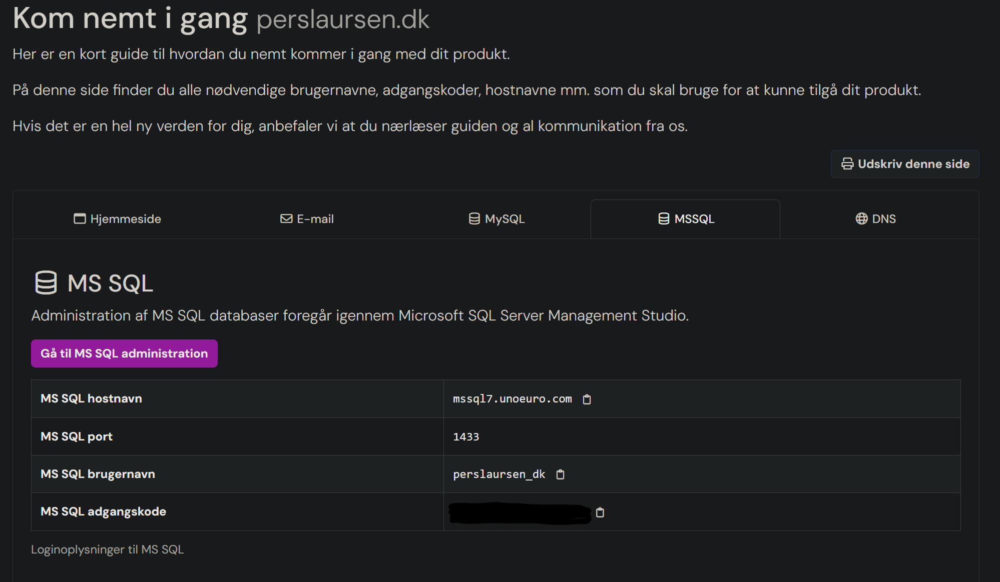 Kom nemt i gang perslaursen.dk
Her er en kort guide til hvordan du nemt kommer i gang med dit produkt.
På denne side finder du alle nødvendige brugernavne, adgangskoder, hostnavne mm. som du skal bruge for at kunne tilgå dit produkt.
Hvis det er en hel ny verden for dig, anbefaler vi at du nærlæser guiden og al kommunikation fra os.
Udskriv denne side
Hjemmeside E-mail MySQL MSSQL DNS
MS SQL
Administration af MS SQL databaser foregår igennem Microsoft SQL Server Management Studio.
Gå til MS SQL administration
MS SQL hostnavn mssql7.unoeuro.com
MS SQL port 1433
MS SQL brugernavn perslaursen_dk
MS SQL adgangskode
Loginoplysninger til MS SQL